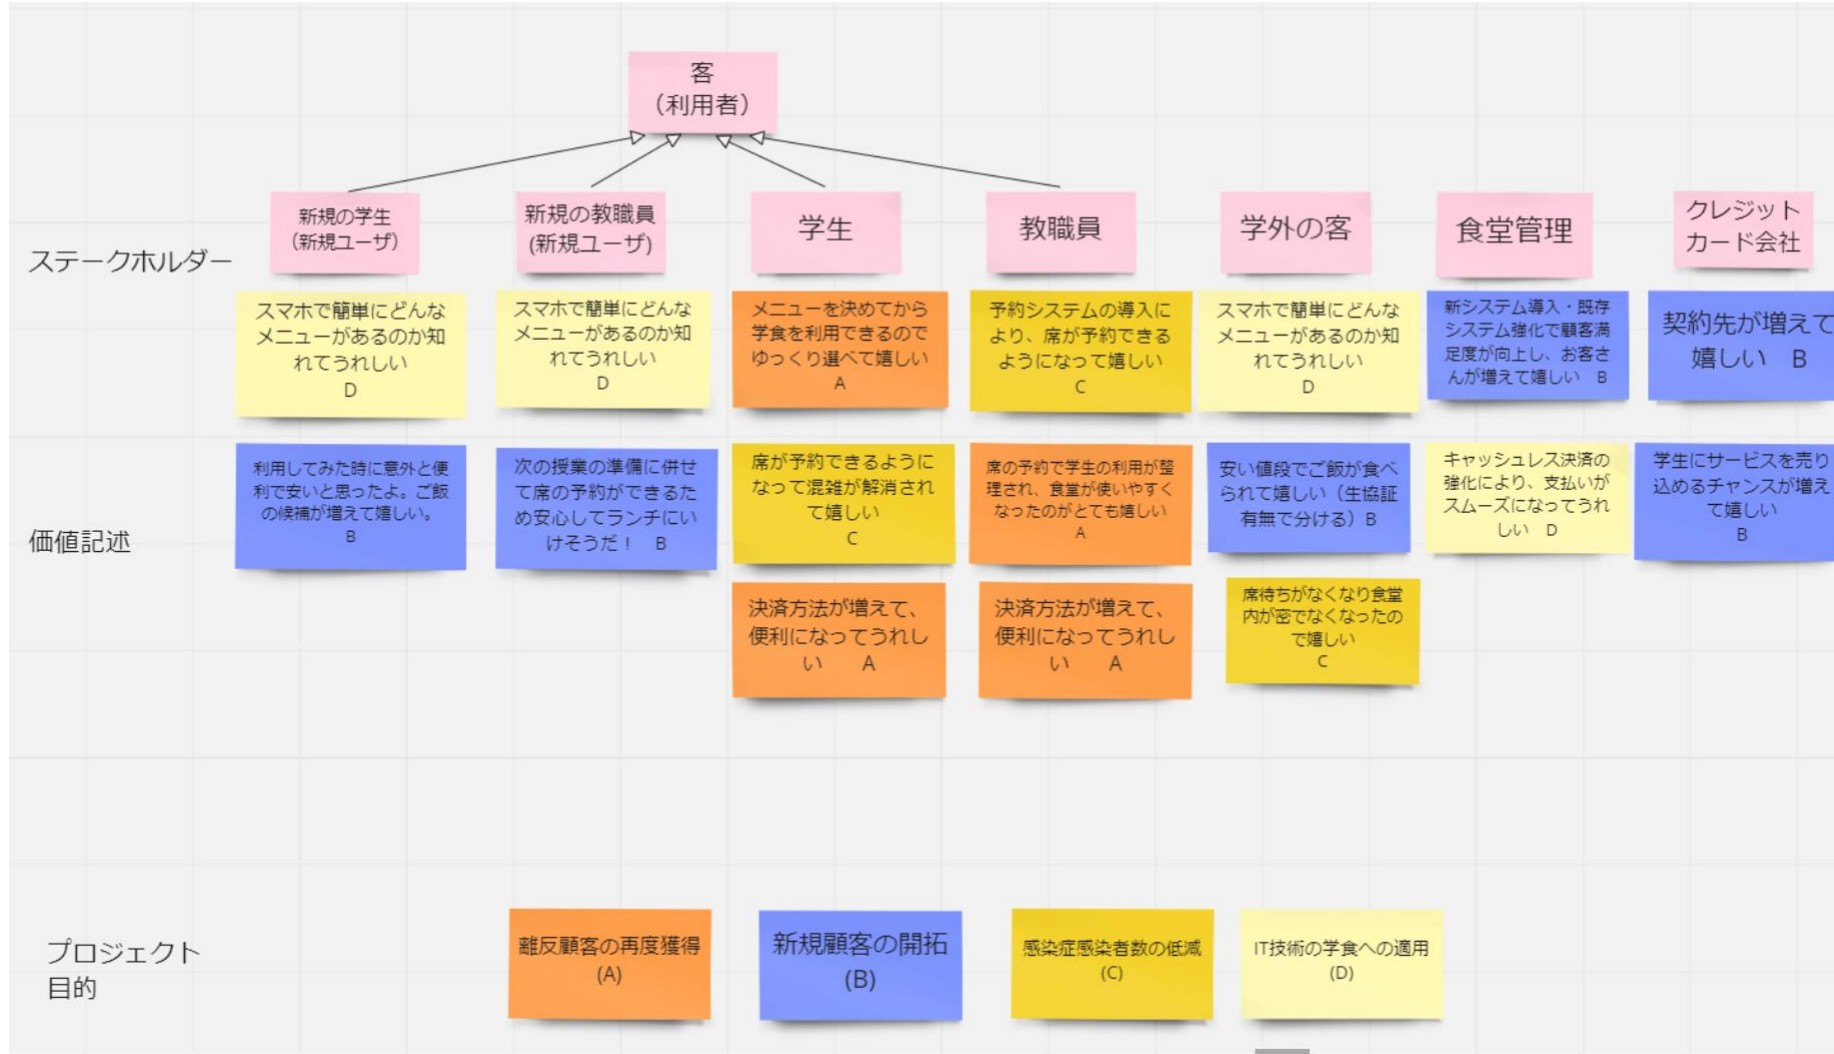 客
（利用者）
新規の学生
（新規ユーザ）
新規の教職員
(新規ユーザ)
学生
教職員
学外の客
食堂管理
クレジット
カード会社
ステークホルダー
スマホで簡単にどんな
メニューがあるのか知
れてうれしい
D
スマホで簡単にどんな
メニューがあるのか知
れてうれしい
D
メニューを決めてから
学食を利用できるので
ゆっくり選べて嬉しい
A
予約システムの導入に
より、席が予約できる
ようになって嬉しい
C
スマホで簡単にどんな
メニューがあるのか知
れてうれしい
D
新システム導入・既存
システム強化で顧客満
足度が向上し、お客さ
んが増えて嬉しい B
契約先が増えて
嬉しい B
価値記述
利用してみた時に意外と便
利で安いと思ったよ。ご飯
の候補が増えて嬉しい。
B
次の授業の準備に併せ
て席の予約ができるた
め安心してランチにい
けそうだ！ B
席が予約できるように
なって混雑が解消され
て嬉しい
C
席の予約で学生の利用が整
理され、食堂が使いやすく
なったのがとても嬉しい
A
安い値段でご飯が食べ
られて嬉しい（生協証
有無で分ける）B
キャッシュレス決済の
強化により、支払いが
スムーズになってうれ
しい D
学生にサービスを売り
込めるチャンスが増え
て嬉しい
B
決済方法が増えて、
便利になってうれし
い A
決済方法が増えて、
便利になってうれし
い A
席待ちがなくなり食堂
内が密でなくなったの
で嬉しい
C
プロジェクト
目的
離反顧客の再度獲得
(A)
新規顧客の開拓
(B)
感染症感染者数の低減
(C)
IT技術の学食への適用
(D)